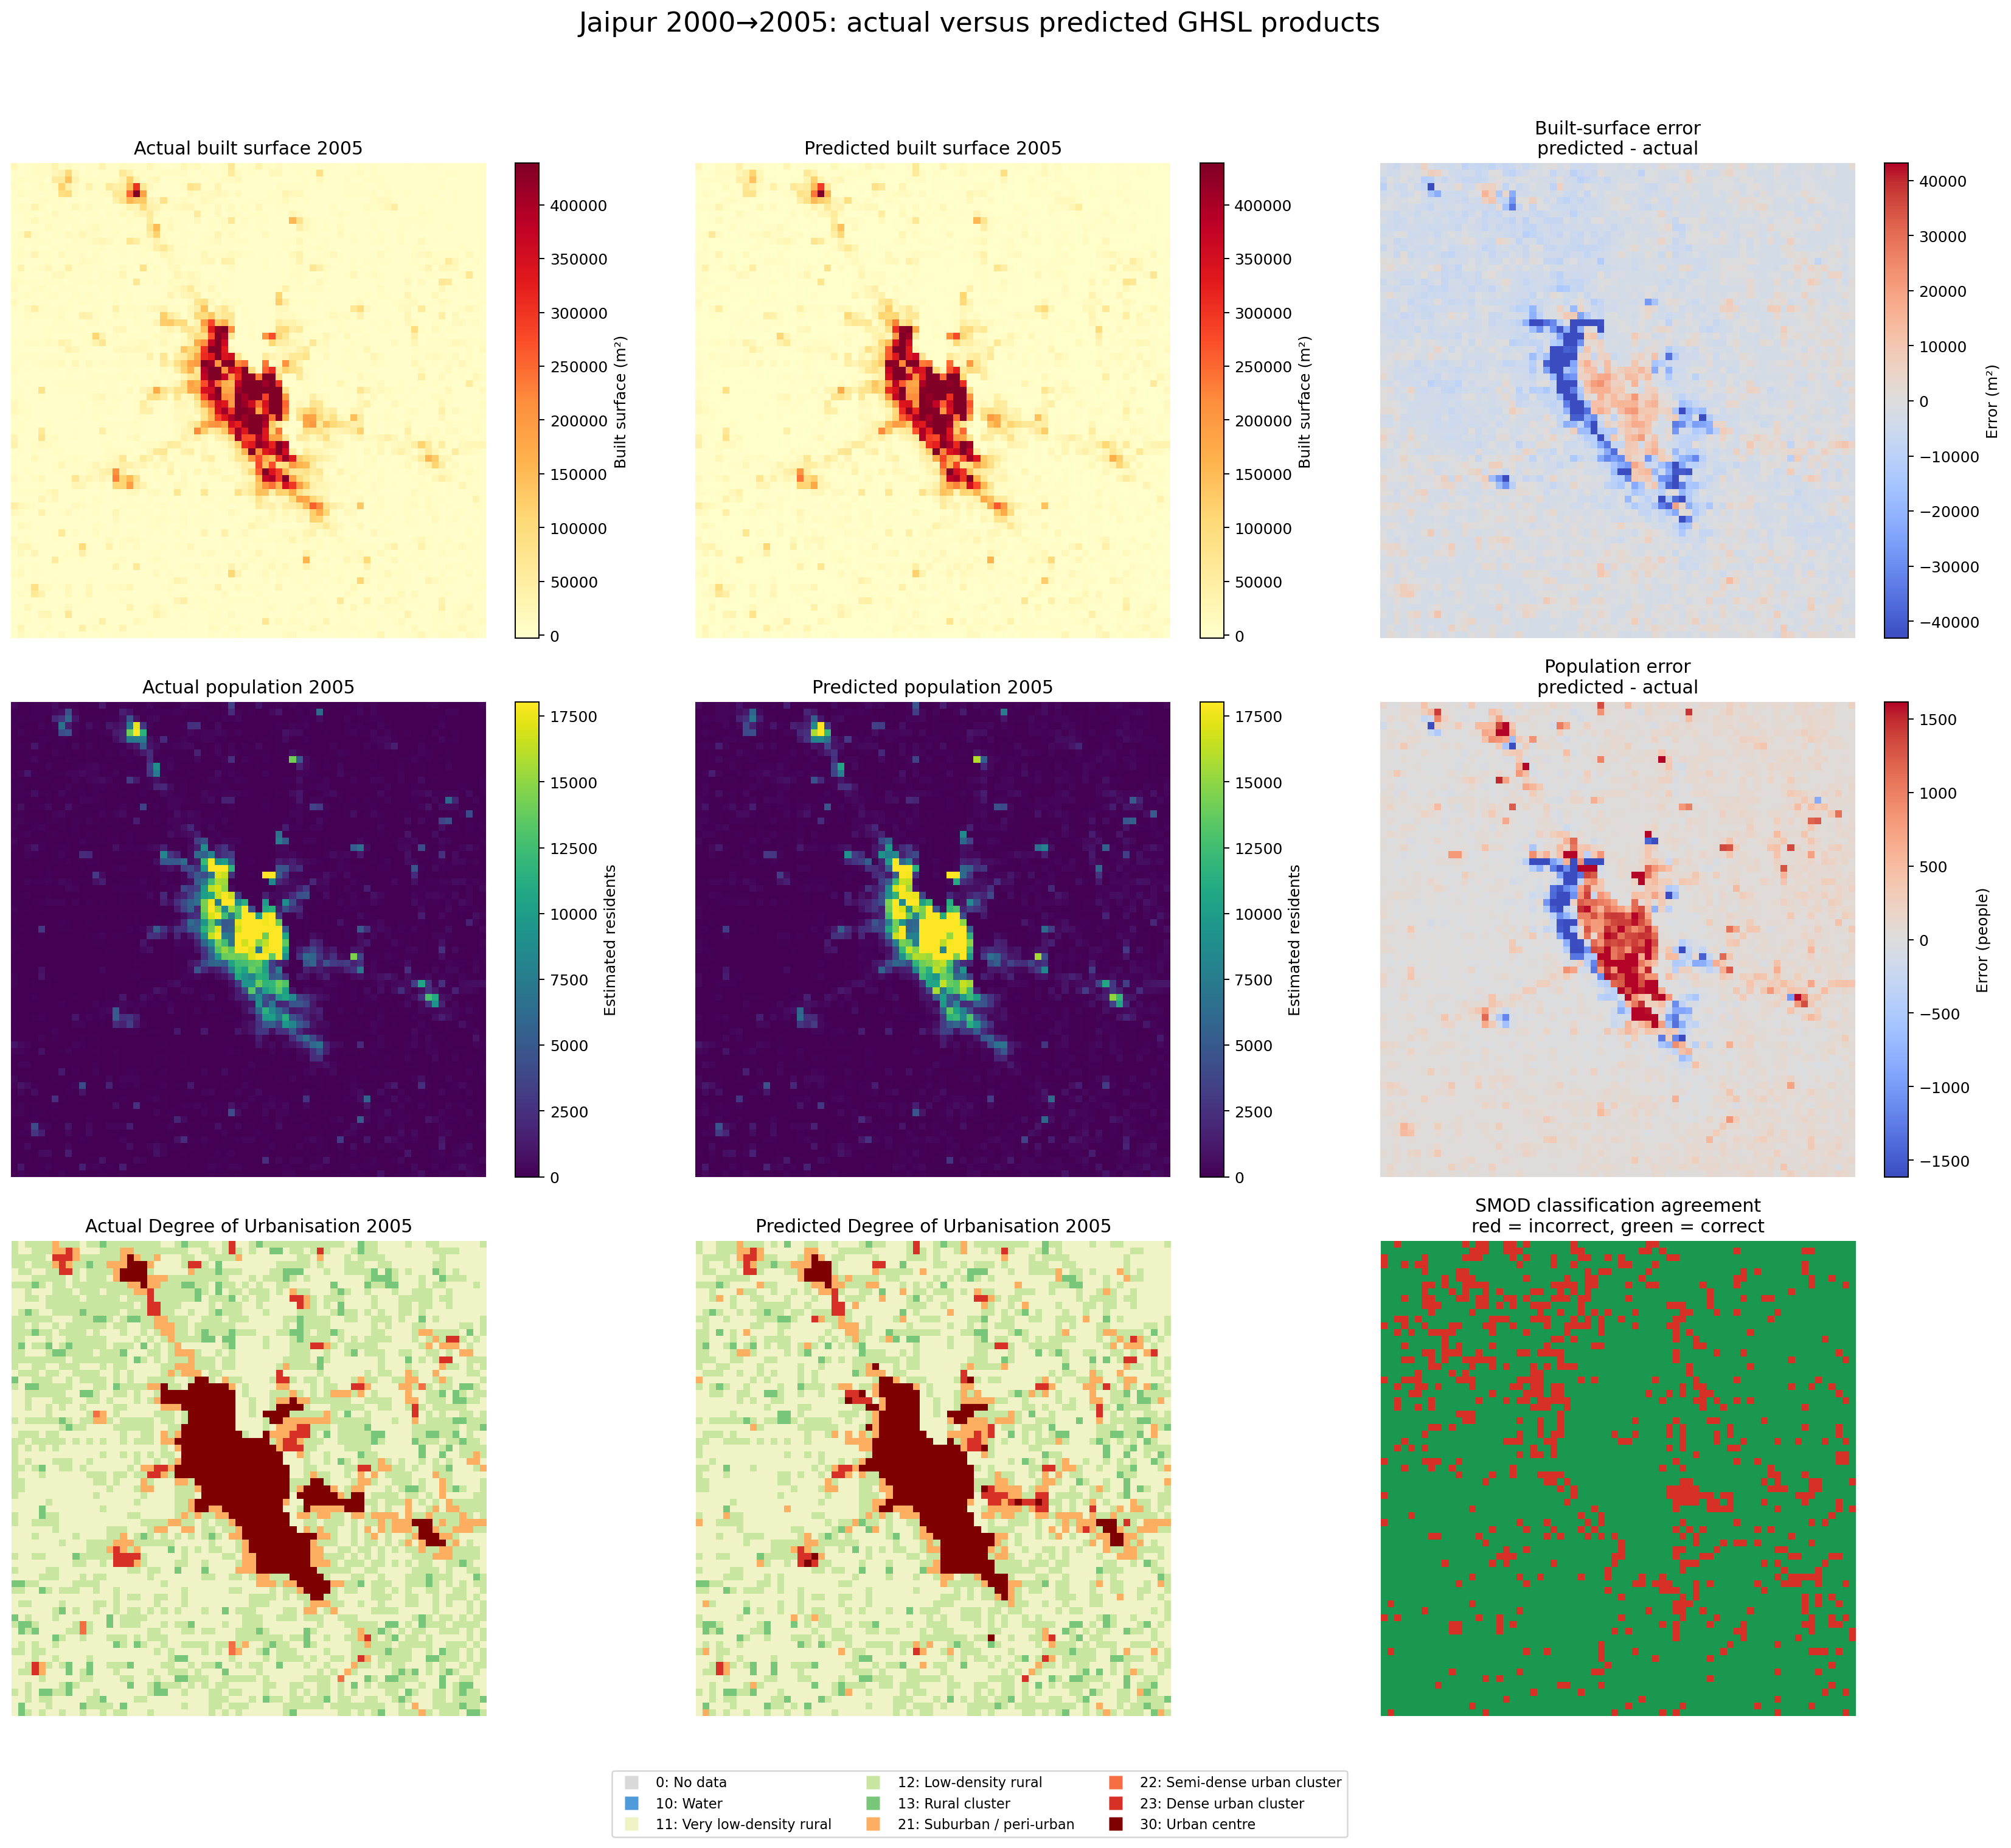 Jaipur 2000→2005: actual versus predicted GHSL products
Actual built surface 2005
400000
350000
300000
250000
200000
150000
100000
50000
0
Built surface (m²)
Predicted built surface 2005
400000
350000
300000
250000
200000
150000
100000
50000
0
Built surface (m²)
Built-surface error
predicted - actual
40000
30000
20000
10000
0
−10000
−20000
−30000
−40000
Error (m²)
Actual population 2005
17500
15000
12500
10000
7500
5000
2500
0
Estimated residents
Predicted population 2005
17500
15000
12500
10000
7500
5000
2500
0
Estimated residents
Population error
predicted - actual
1500
1000
500
0
−500
−1000
−1500
Error (people)
Actual Degree of Urbanisation 2005
Predicted Degree of Urbanisation 2005
SMOD classification agreement
red = incorrect, green = correct
0: No data
10: Water
11: Very low-density rural
12: Low-density rural
13: Rural cluster
21: Suburban / peri-urban
22: Semi-dense urban cluster
23: Dense urban cluster
30: Urban centre